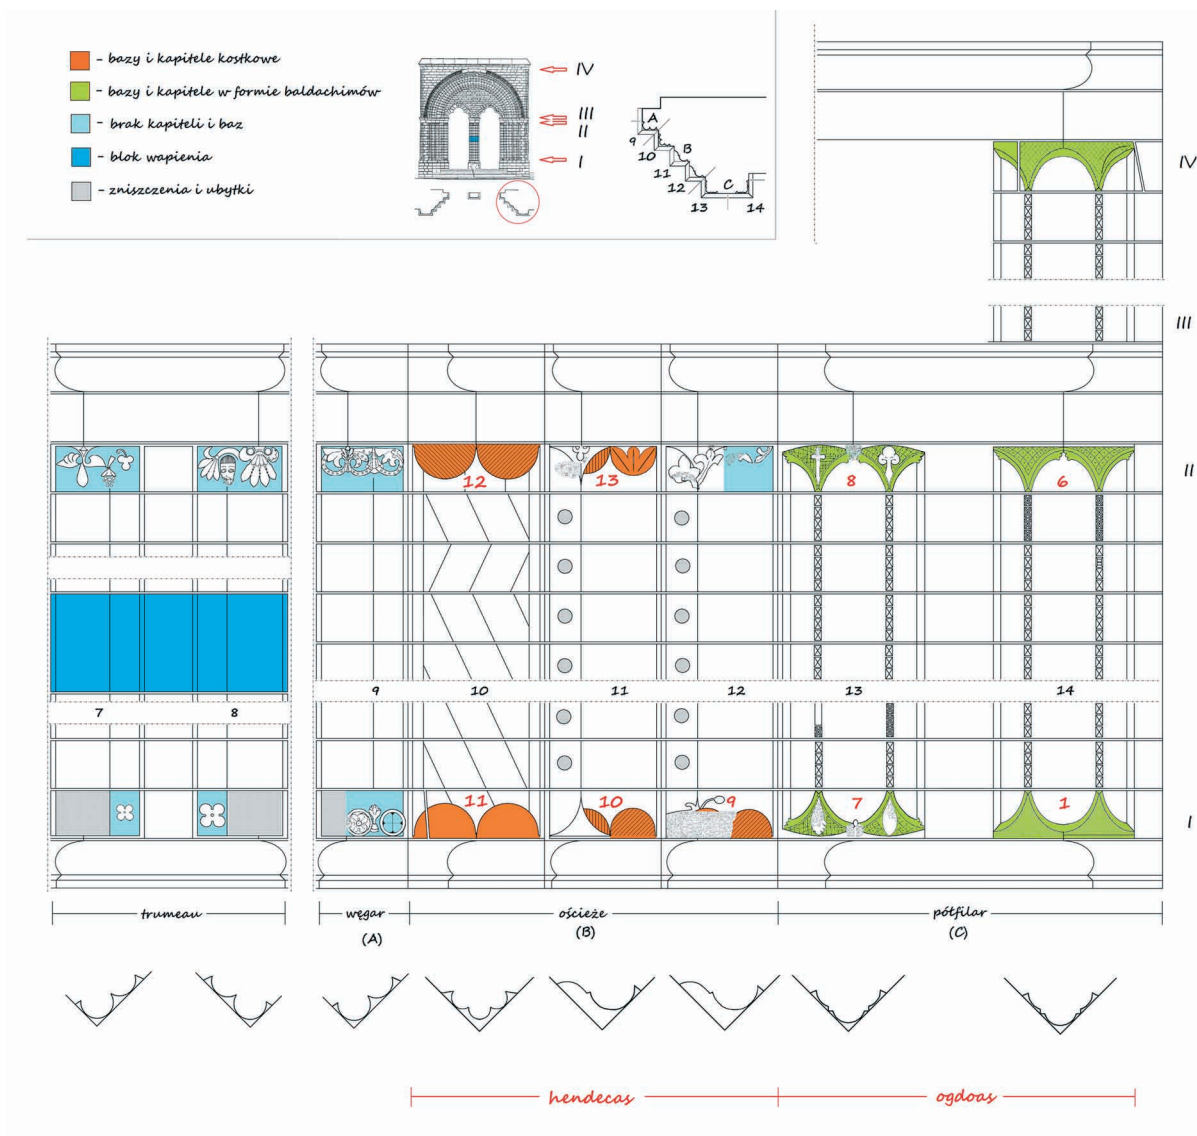 - bazy i kapitele kostkowe
- bazy i kapitele w formie baldachimów
- brak kapiteli i baz
- blok wapienia
- zniszczenia i ubytki
IV
III
II
I
A
9
10
B
11
12
C
13
14
IV
III
12
13
8
6
II
7
8
9
10
11
12
13
14
11
10
9
7
1
I
trumeau
węgar
(A)
ościeże
(B)
półfilar
(C)
hendecas
ogdoas